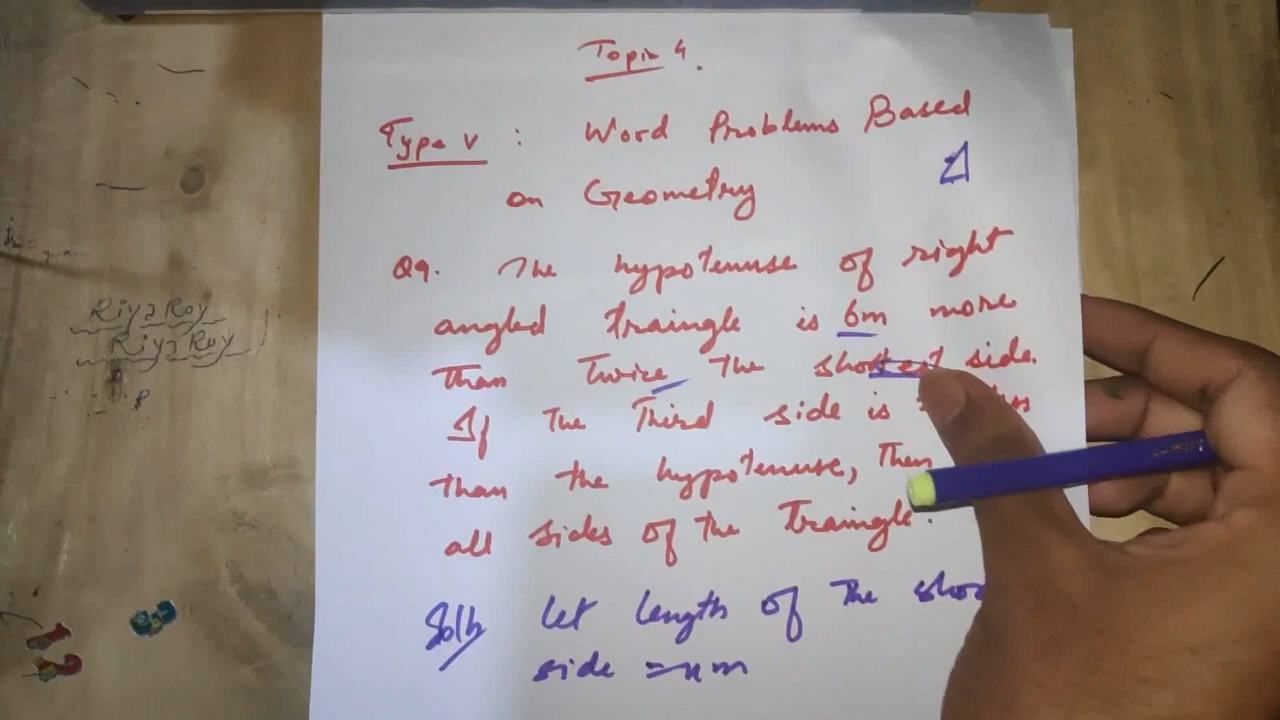 Topic 4.
Type V : Word Problems Based
on Geometry
Q9. The hypotenuse of right
angled traingle is 6m more
than twice the shortest side.
If the Third side is
than the hypotenuse, Then
all sides of the Traingle.
Soln let length of the
side = x m
Riya Roy
Riya Roy